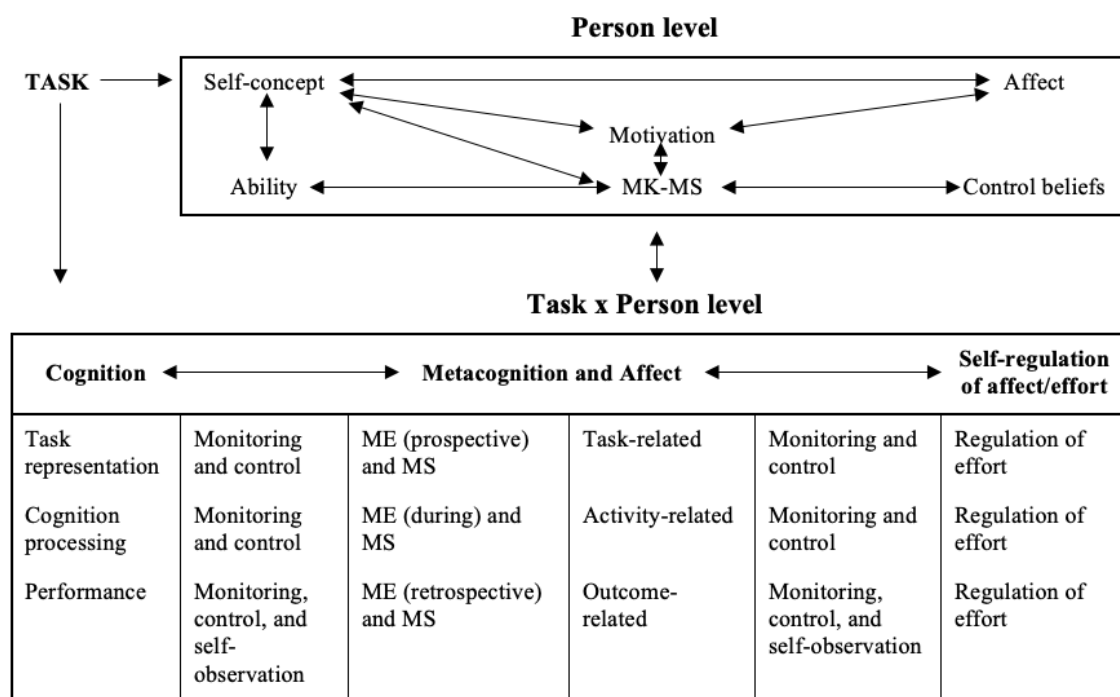 Person level
TASK
Self-concept
Affect
Motivation
Ability
MK-MS
Control beliefs
Task x Person level
Cognition
Metacognition and Affect
Self-regulation
of affect/effort
Task
representation
Monitoring
and control
ME (prospective)
and MS
Task-related
Monitoring and
control
Regulation of
effort
Cognition
processing
Monitoring
and control
ME (during) and
MS
Activity-related
Monitoring and
control
Regulation of
effort
Performance
Monitoring,
control, and
self-
observation
ME (retrospective)
and MS
Outcome-
related
Monitoring,
control, and
self-observation
Regulation of
effort